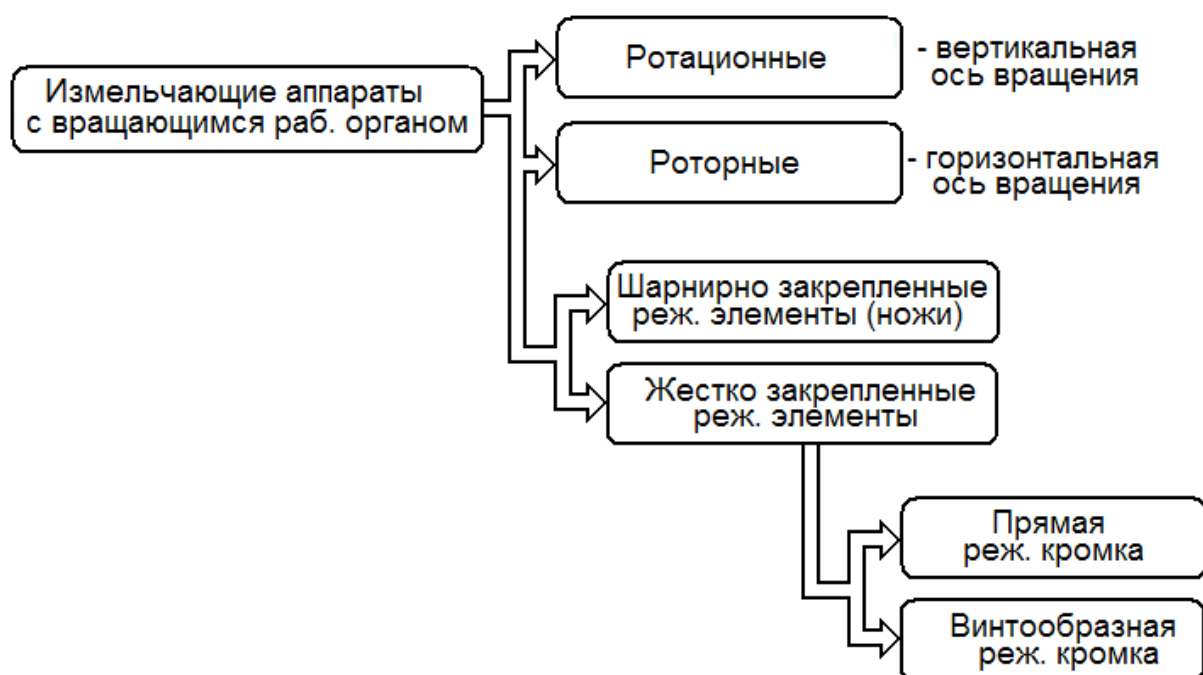 Ротационные
- вертикальная
ось вращения
Измельчающие аппараты
с вращающимся раб. органом
Роторные
- горизонтальная
ось вращения
Шарнирно закрепленные
реж. элементы (ножи)
Жестко закрепленные
реж. элементы
Прямая
реж. кромка
Винтообразная
реж. кромка